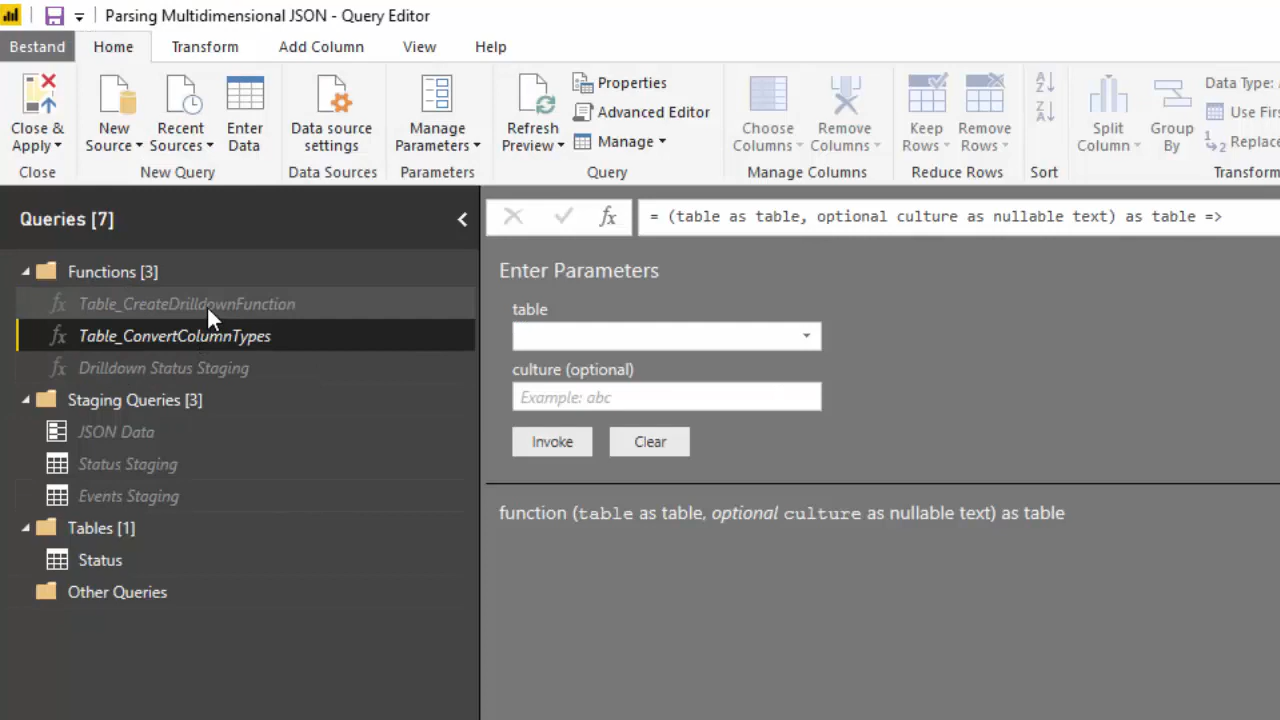 Parsing Multidimensional JSON - Query Editor
Bestand Home Transform Add Column View Help
Close & Apply
New Source
Recent Sources
Enter Data
Data source settings
Manage Parameters
Refresh Preview
Properties
Advanced Editor
Manage
Choose Columns
Remove Columns
Keep Rows
Remove Rows
Split Column
Group By
Data Type:
Use Firs
Replace
Close New Query Data Sources Parameters Query Manage Columns Reduce Rows Sort Transform
Queries [7]
fx = (table as table, optional culture as nullable text) as table =>
Functions [3]
fx Table_CreateDrilldownFunction
fx Table_ConvertColumnTypes
fx Drilldown Status Staging
Staging Queries [3]
JSON Data
Status Staging
Events Staging
Tables [1]
Status
Other Queries
Enter Parameters
table
culture (optional)
Example: abc
Invoke Clear
function (table as table, optional culture as nullable text) as table